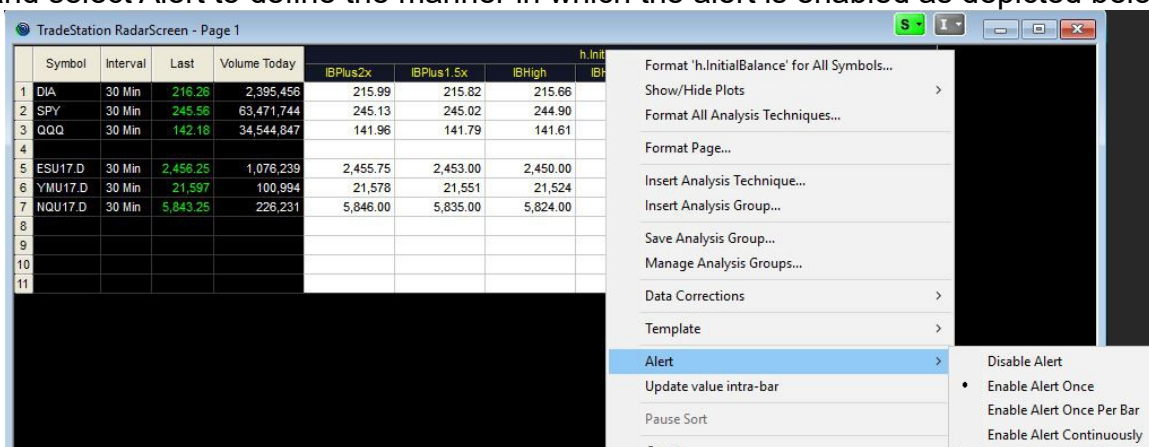 and select Alert to define the manner in which the alert is enabled as depicted below
TradeStation RadarScreen - Page 1 S I
Symbol Interval Last Volume Today
IBPlus2x IBPlus1.5x IBHigh
1 DIA 30 Min 216.26 2,395,456 215.99 215.82 215.66
2 SPY 30 Min 245.56 63,471,744 245.13 245.02 244.90
3 QQQ 30 Min 142.18 34,544,847 141.96 141.79 141.61
4
5 ESU17.D 30 Min 2,456.25 1,076,239 2,455.75 2,453.00 2,450.00
6 YMU17.D 30 Min 21,597 100,994 21,578 21,551 21,524
7 NQU17.D 30 Min 5,843.25 226,231 5,846.00 5,835.00 5,824.00
8
9
10
11
Format 'h.InitialBalance' for All Symbols...
Show/Hide Plots
Format All Analysis Techniques...
Format Page...
Insert Analysis Technique...
Insert Analysis Group...
Save Analysis Group...
Manage Analysis Groups...
Data Corrections
Template
Alert
Update value intra-bar
Pause Sort
Disable Alert
Enable Alert Once
Enable Alert Once Per Bar
Enable Alert Continuously